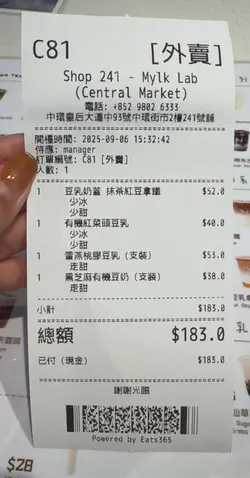 C81 [外賣]
Shop 241 - Mylk Lab
(Central Market)
電話: +852 9802 6333
中環皇后大道中93號中環街市2樓241號舖
開檯時間: 2025-09-06 15:32:42
侍應: manager
訂單編號: C81 [外賣]
人數: 1
1 豆乳奶蓋 抹茶紅豆拿鐵 $52.0
少冰
少甜
1 有機紅菜頭豆乳 $40.0
少冰
少甜
1 雲燕桃膠豆乳(支裝) $53.0
走甜
1 黑芝麻有機豆奶(支裝) $38.0
走甜
小計 $183.0
總額 $183.0
已付 (現金) $183.0
謝謝光臨
Powered by Eats365
$28